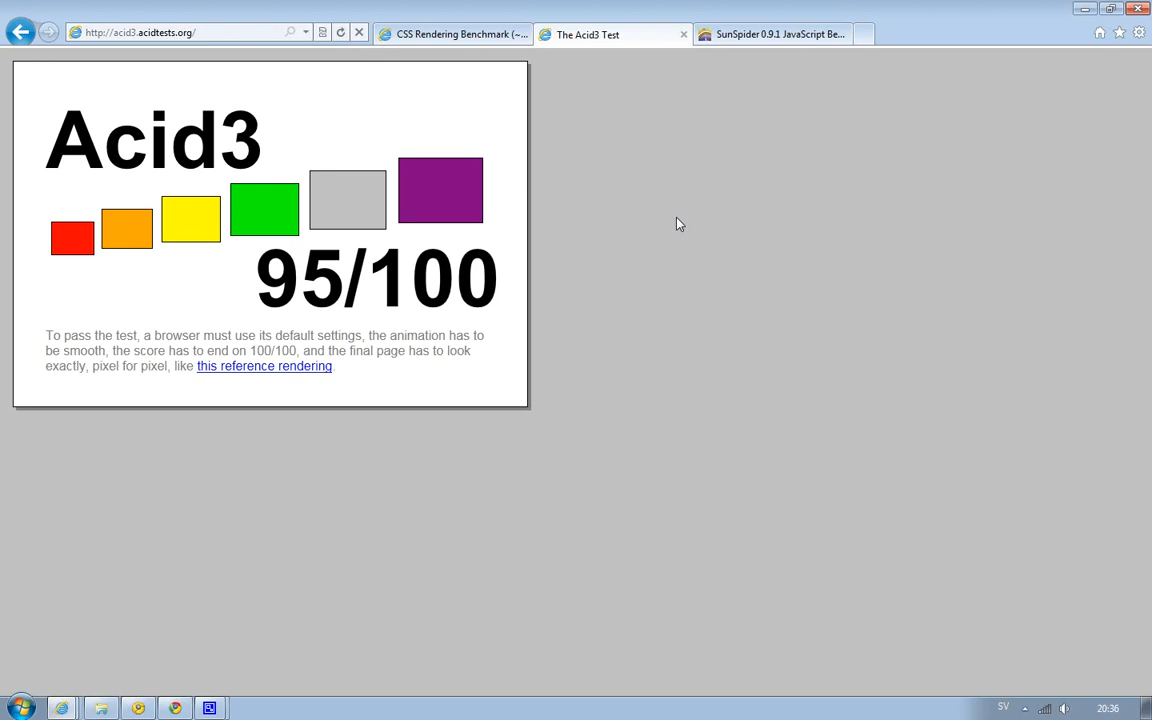 http://acid3.acidtests.org/
CSS Rendering Benchmark (~...
The Acid3 Test
SunSpider 0.9.1 JavaScript Be...
Acid3
95/100
To pass the test, a browser must use its default settings, the animation has to
be smooth, the score has to end on 100/100, and the final page has to look
exactly, pixel for pixel, like this reference rendering.
SV
20:36